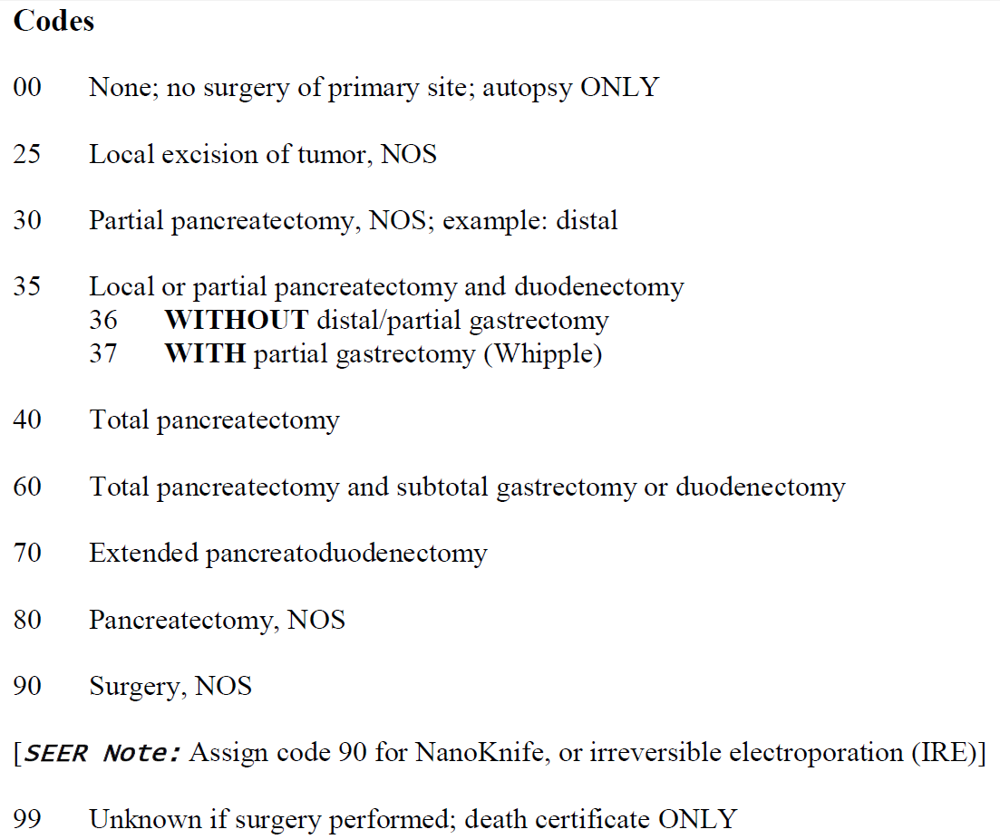 Codes
00 None; no surgery of primary site; autopsy ONLY
25 Local excision of tumor, NOS
30 Partial pancreatectomy, NOS; example: distal
35 Local or partial pancreatectomy and duodenectomy
36 WITHOUT distal/partial gastrectomy
37 WITH partial gastrectomy (Whipple)
40 Total pancreatectomy
60 Total pancreatectomy and subtotal gastrectomy or duodenectomy
70 Extended pancreatoduodenectomy
80 Pancreatectomy, NOS
90 Surgery, NOS
[SEER Note: Assign code 90 for NanoKnife, or irreversible electroporation (IRE)]
99 Unknown if surgery performed; death certificate ONLY